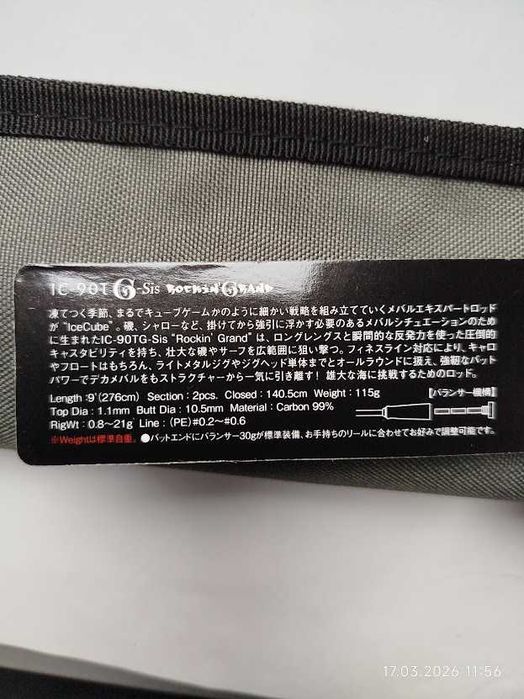 IC-90TG-Sis Rockin' Grand
凍てつく季節、まるでキューブゲームかのように細かい戦略を組み立てていくメバルエキスパートロッド
が"IceCube"。磯、シャローなど、掛けてから強引に浮かす必要のあるメバルシチュエーションのため
に生まれたIC-90TG-Sis "Rockin' Grand"は、ロングレングスと瞬間的な反発力を使った圧倒的
キャスタビリティを持ち、壮大な磯やサーフを広範囲に狙い撃つ。フィネスライン対応により、キャロ
やフロートはもちろん、ライトメタルジグやジグヘッド単体までとオールラウンドに扱え、強靭なバット
パワーでデカメバルをもストラクチャーから一気に引き離す! 雄大な海に挑戦するためのロッド。
Length :9'(276cm) Section : 2pcs. Closed : 140.5cm Weight : 115g 【バランサー機構】
Top Dia : 1.1mm Butt Dia : 10.5mm Material : Carbon 99%
RigWt : 0.8〜21g Line : (PE)#0.2〜#0.6
※Weightは標準自重。 ●バットエンドにバランサー30gが標準装備、お手持ちのリールに合わせてお好みで調整可能です。
17.03.2026 11:56